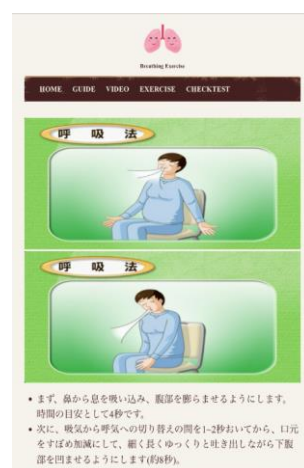 Breathing Exercise
HOME GUIDE VIDEO EXERCISE CHECKTEST
呼吸法
呼吸法
• まず、鼻から息を吸い込み、腹部を膨らませるようにします。
時間の目安として4秒です。
• 次に、吸気から呼気への切り替えの間を1~2秒おいてから、口元
をすぼめ加減にして、細く長くゆっくりと吐き出しながら下腹
部を凹ませるようにします(約8秒)。